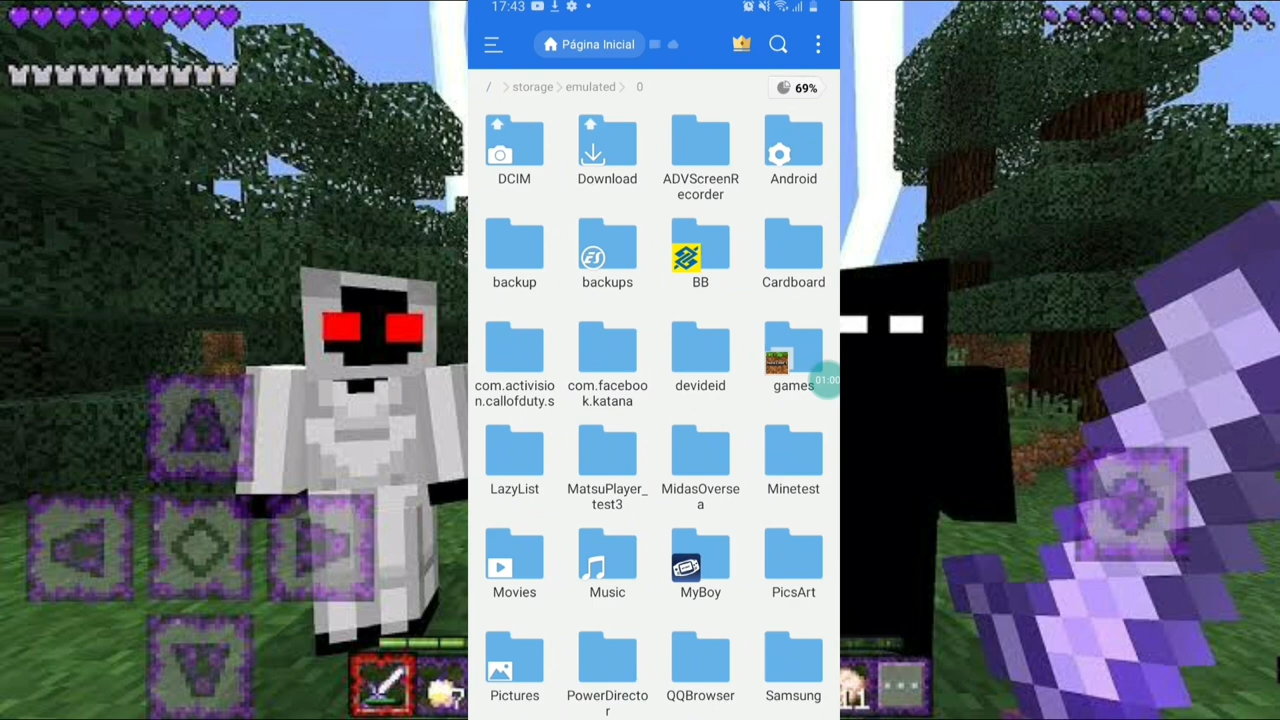 17:43
Página Inicial
/ storage emulated 0
69%
DCIM
Download
ADVScreenR
ecorder
Android
backup
backups
BB
Cardboard
com.activisio
n.callofduty.s
com.faceboo
k.katana
devideid
games
01:00
LazyList
MatsuPlayer_
test3
MidasOverse
a
Minetest
Movies
Music
MyBoy
PicsArt
Pictures
PowerDirecto
r
QQBrowser
Samsung